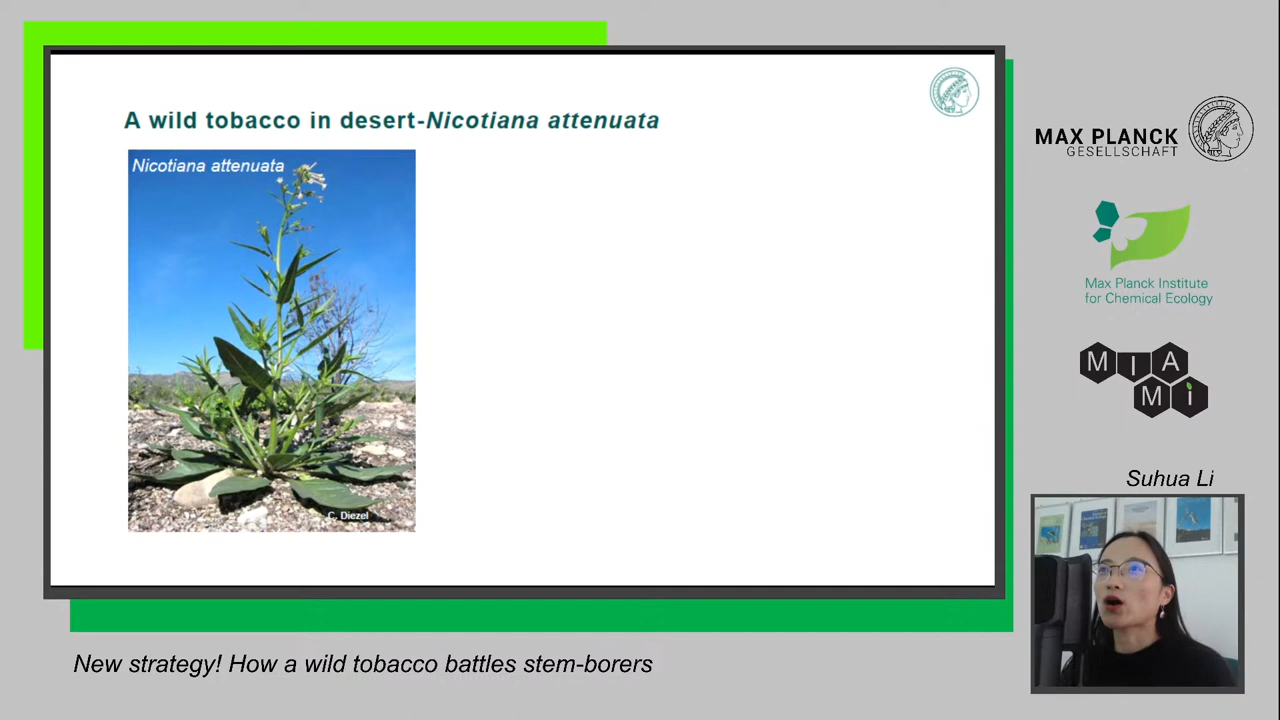 A wild tobacco in desert-Nicotiana attenuata
Nicotiana attenuata
C. Diezel
MAX PLANCK
GESELLSCHAFT
Max Planck Institute
for Chemical Ecology
M I A
M i
Suhua Li
New strategy! How a wild tobacco battles stem-borers